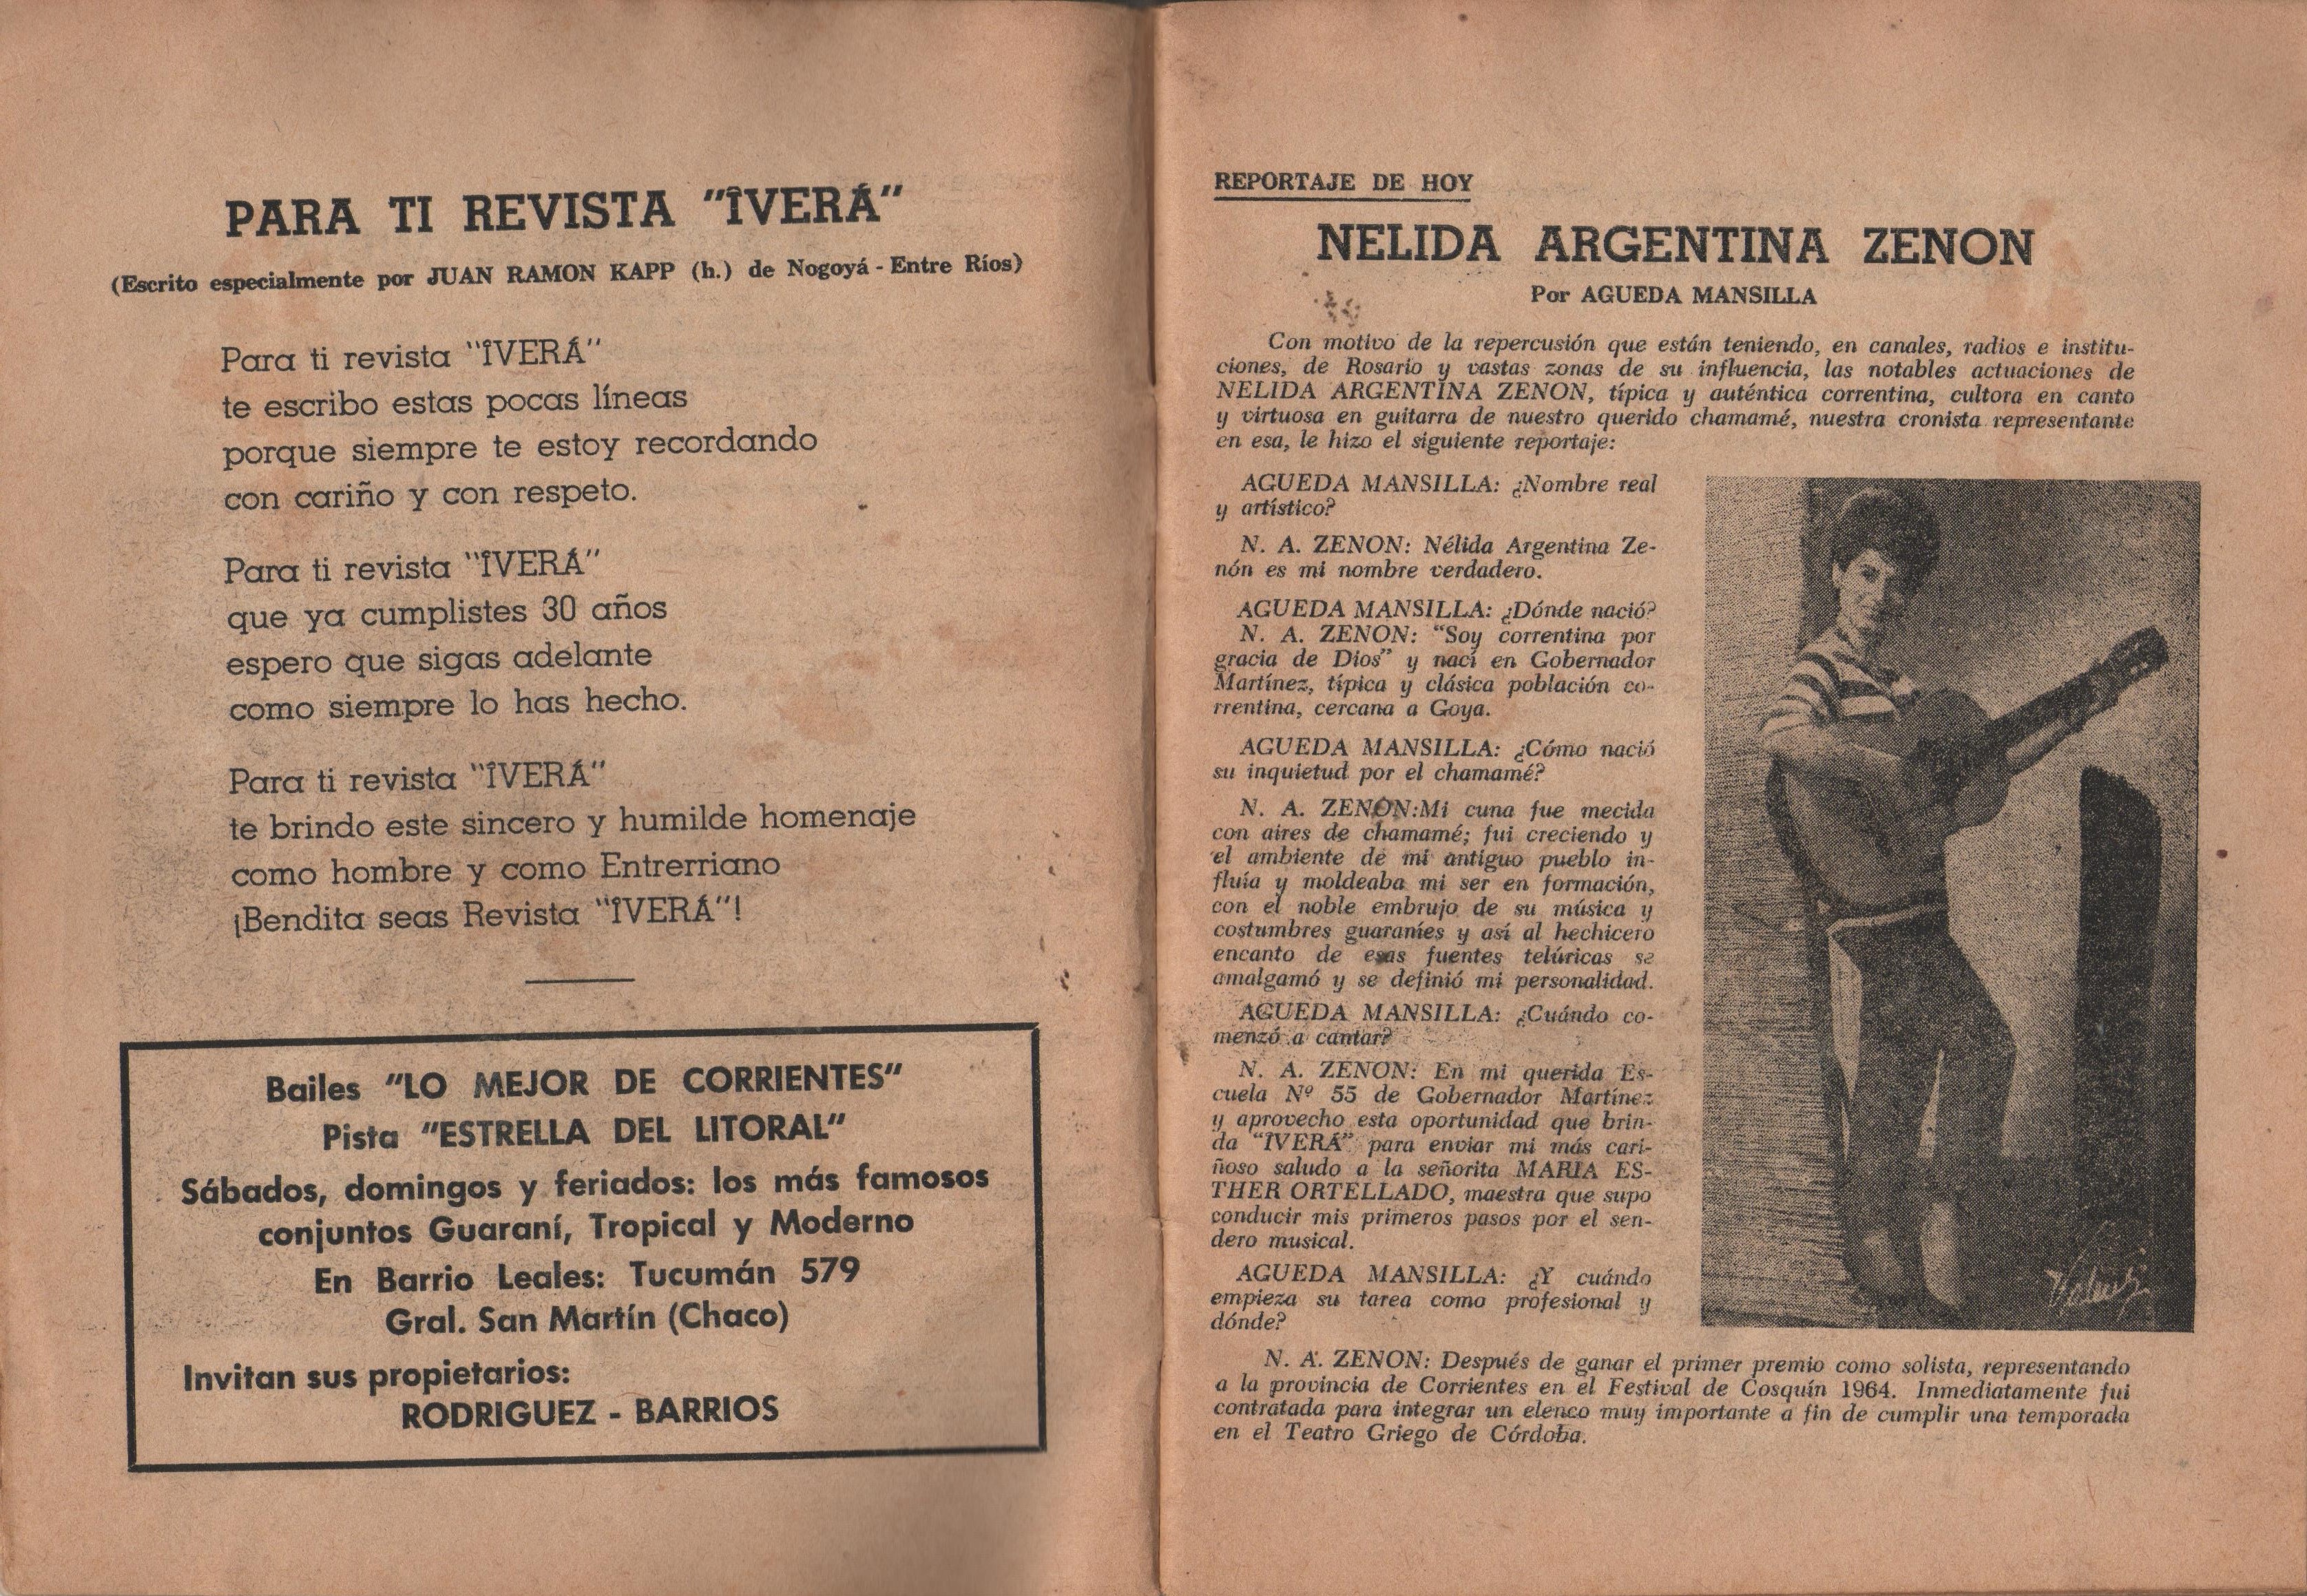 PARA TI REVISTA "ÎVERÁ"
(Escrito especialmente por JUAN RAMON KAPP (h.) de Nogoyá - Entre Ríos)
Para ti revista "ÎVERÁ"
te escribo estas pocas líneas
porque siempre te estoy recordando
con cariño y con respeto.
Para ti revista "ÎVERÁ"
que ya cumplistes 30 años
espero que sigas adelante
como siempre lo has hecho.
Para ti revista "ÎVERÁ"
te brindo este sincero y humilde homenaje
como hombre y como Entrerriano
¡Bendita seas Revista "ÎVERÁ"!
Bailes "LO MEJOR DE CORRIENTES"
Pista "ESTRELLA DEL LITORAL"
Sábados, domingos y feriados: los más famosos
conjuntos Guaraní, Tropical y Moderno
En Barrio Leales: Tucumán 579
Gral. San Martín (Chaco)
Invitan sus propietarios:
RODRIGUEZ - BARRIOS
REPORTAJE DE HOY
NELIDA ARGENTINA ZENON
Por AGUEDA MANSILLA
Con motivo de la repercusión que están teniendo, en canales, radios e institu-
ciones, de Rosario y vastas zonas de su influencia, las notables actuaciones de
NELIDA ARGENTINA ZENON, típica y auténtica correntina, cultora en canto
y virtuosa en guitarra de nuestro querido chamamé, nuestra cronista representante
en esa, le hizo el siguiente reportaje:
AGUEDA MANSILLA: ¿Nombre real
y artístico?
N. A. ZENON: Nélida Argentina Ze-
nón es mi nombre verdadero.
AGUEDA MANSILLA: ¿Dónde nació?
N. A. ZENON: "Soy correntina por
gracia de Dios" y nací en Gobernador
Martínez, típica y clásica población co-
rrentina, cercana a Goya.
AGUEDA MANSILLA: ¿Cómo nació
su inquietud por el chamamé?
N. A. ZENON:Mi cuna fue mecida
con aires de chamamé; fui creciendo y
el ambiente de mi antiguo pueblo in-
fluía y moldeaba mi ser en formación,
con el noble embrujo de su música y
costumbres guaraníes y así al hechicero
encanto de esas fuentes telúricas se
amalgamó y se definió mi personalidad.
AGUEDA MANSILLA: ¿Cuándo co-
menzó a cantar?
N. A. ZENON: En mi querida Es-
cuela Nº 55 de Gobernador Martínez
y aprovecho esta oportunidad que brin-
da "ÎVERÁ" para enviar mi más cari-
ñoso saludo a la señorita MARIA ES-
THER ORTELLADO, maestra que supo
conducir mis primeros pasos por el sen-
dero musical.
AGUEDA MANSILLA: ¿Y cuándo
empieza su tarea como profesional y
dónde?
N. A. ZENON: Después de ganar el primer premio como solista, representando
a la provincia de Corrientes en el Festival de Cosquín 1964. Inmediatamente fui
contratada para integrar un elenco muy importante a fin de cumplir una temporada
en el Teatro Griego de Córdoba.